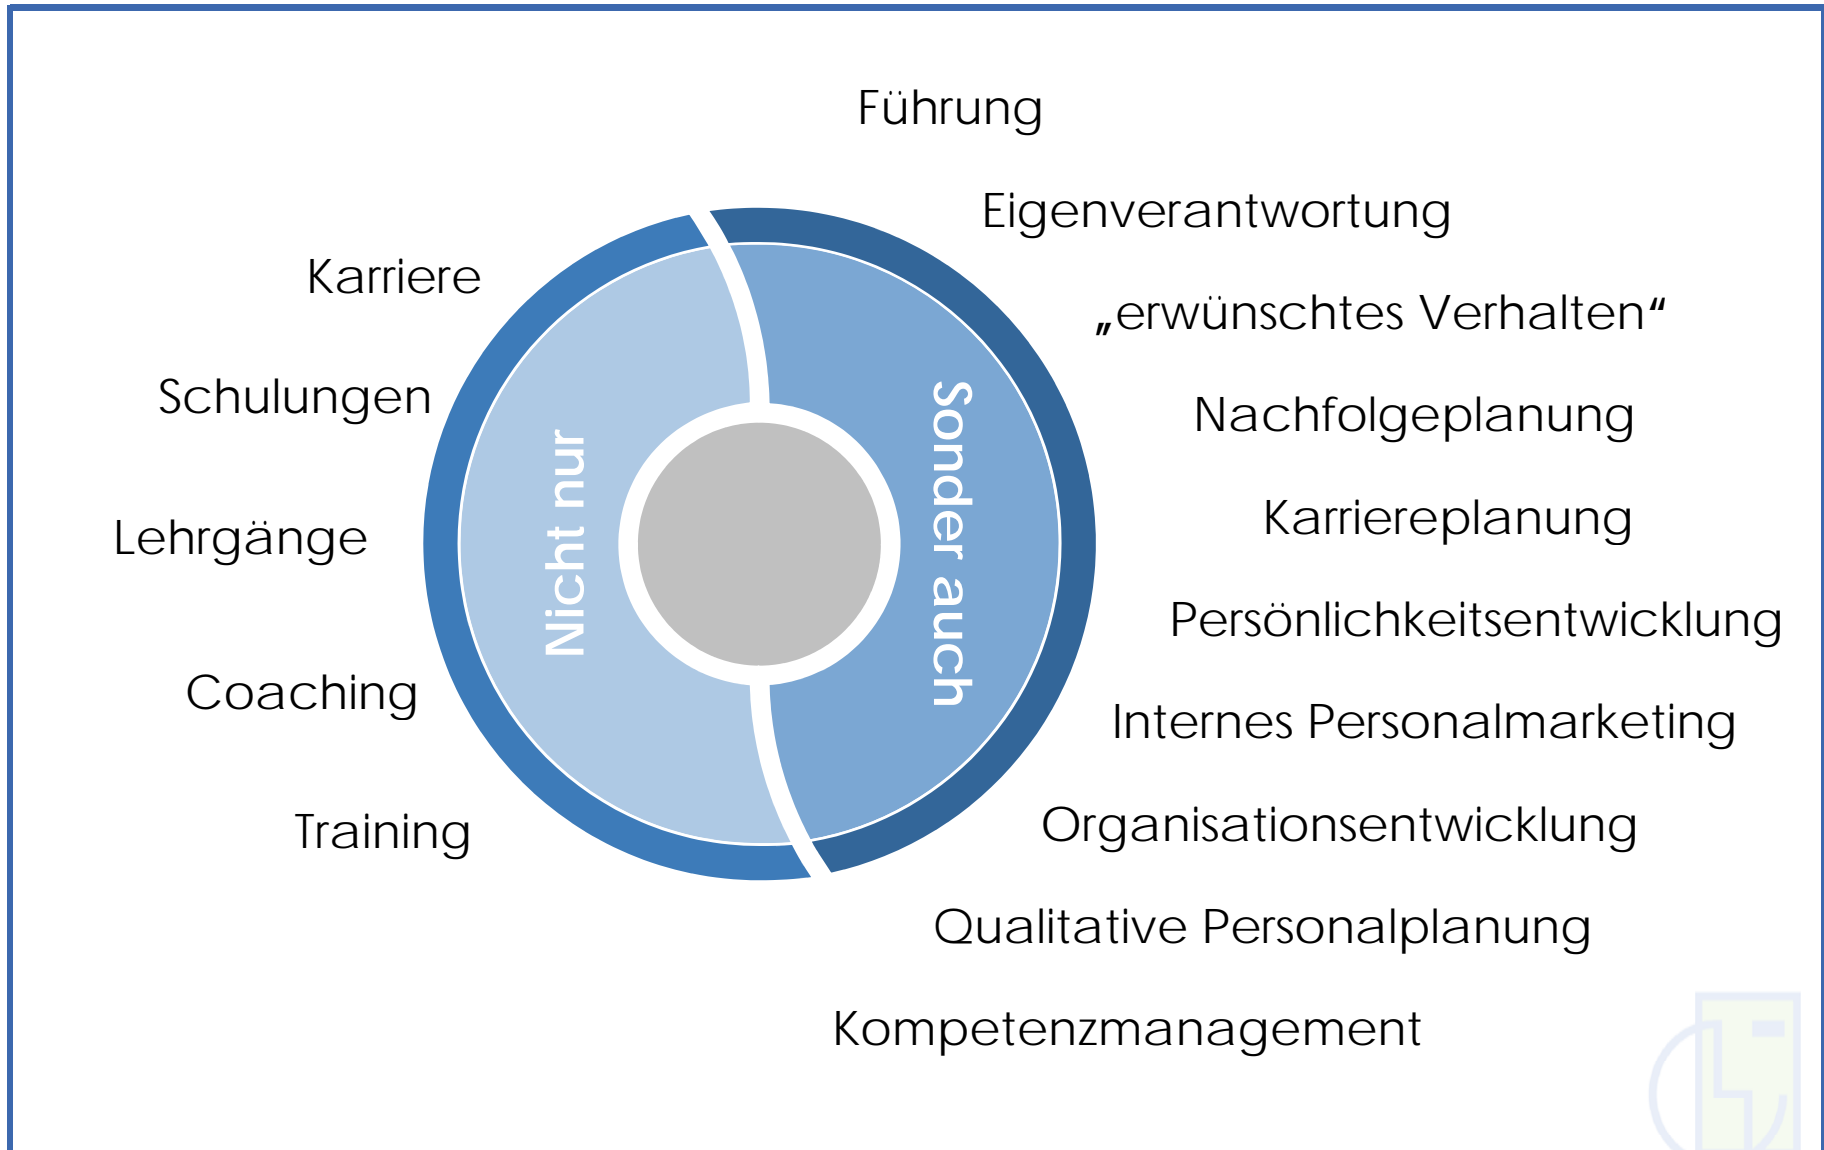 Führung
Eigenverantwortung
„erwünschtes Verhalten“
Nachfolgeplanung
Karriereplanung
Persönlichkeitsentwicklung
Internes Personalmarketing
Organisationsentwicklung
Qualitative Personalplanung
Kompetenzmanagement
Karriere
Schulungen
Lehrgänge
Coaching
Training
Nicht nur
Sonder auch